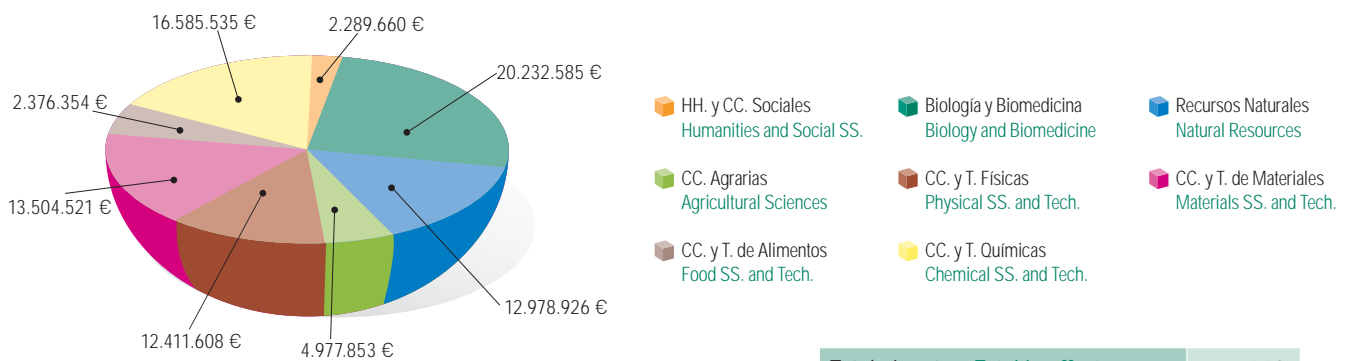 16.585.535 €
2.289.660 €
20.232.585 €
2.376.354 €
13.504.521 €
12.978.926 €
12.411.608 €
4.977.853 €
HH. y CC. Sociales
Humanities and Social SS.
Biología y Biomedicina
Biology and Biomedicine
Recursos Naturales
Natural Resources
CC. Agrarias
Agricultural Sciences
CC. y T. Físicas
Physical SS. and Tech.
CC. y T. de Materiales
Materials SS. and Tech.
CC. y T. de Alimentos
Food SS. and Tech.
CC. y T. Químicas
Chemical SS. and Tech.